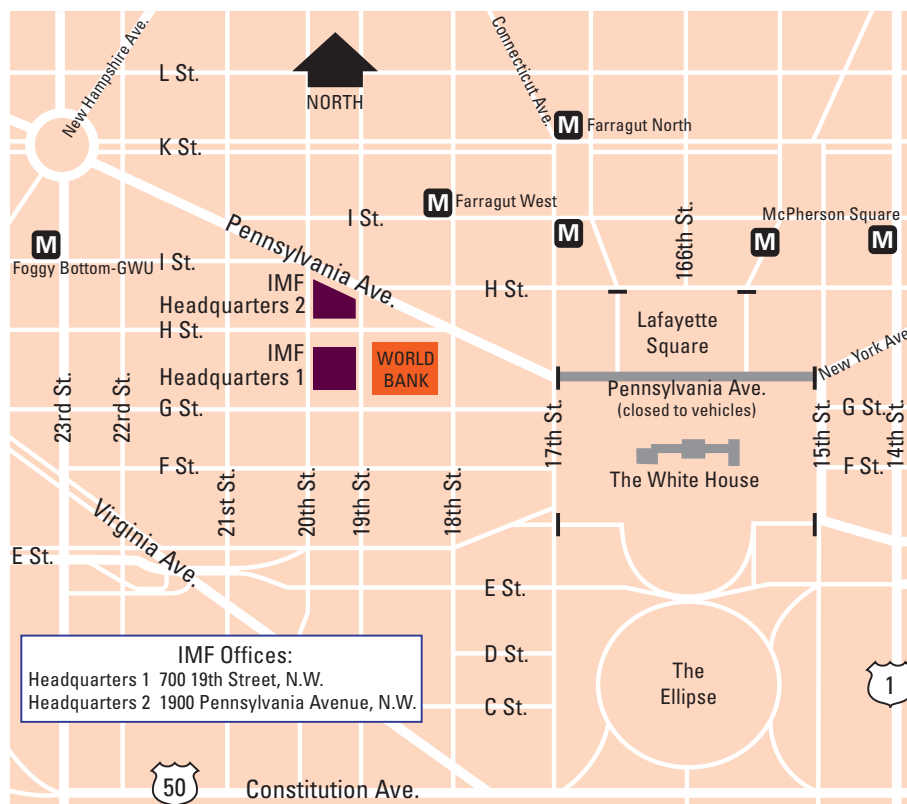 New Hampshire Ave.
Connecticut Ave.
L St.
NORTH
M Farragut North
K St.
M Farragut West
I St.
166th St.
McPherson Square
M
M
M
M
Foggy Bottom-GWU
Pennsylvania Ave.
I St.
IMF
Headquarters 2
H St.
H St.
Lafayette
Square
IMF
Headquarters 1
WORLD
BANK
New York Ave
Pennsylvania Ave.
(closed to vehicles)
G St.
G St.
23rd St.
22rd St.
17th St.
15th St.
14th St.
F St.
F St.
The White House
21st St.
20th St.
19th St.
18th St.
Virginia Ave.
E St.
E St.
IMF Offices:
Headquarters 1 700 19th Street, N.W.
Headquarters 2 1900 Pennsylvania Avenue, N.W.
D St.
The
Ellipse
1
C St.
50
Constitution Ave.